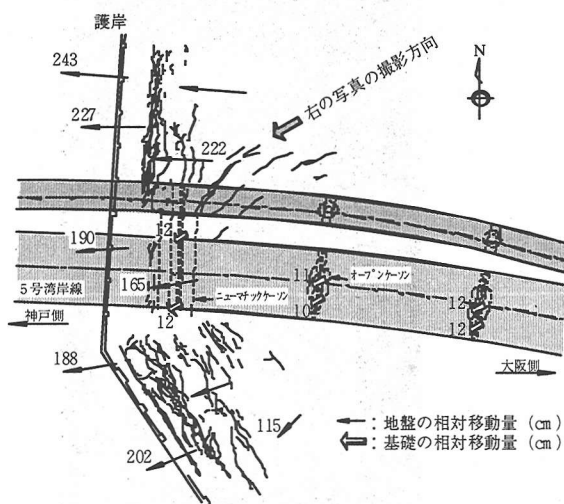 護岸
243
227
222
右の写真の撮影方向
N
190
12
165
5号湾岸線
神戸側
ニューマチックケーソン
12
11
オープンケーソン
10
12
12
大阪側
188
115
202
←:地盤の相対移動量(cm)
⇐:基礎の相対移動量(cm)